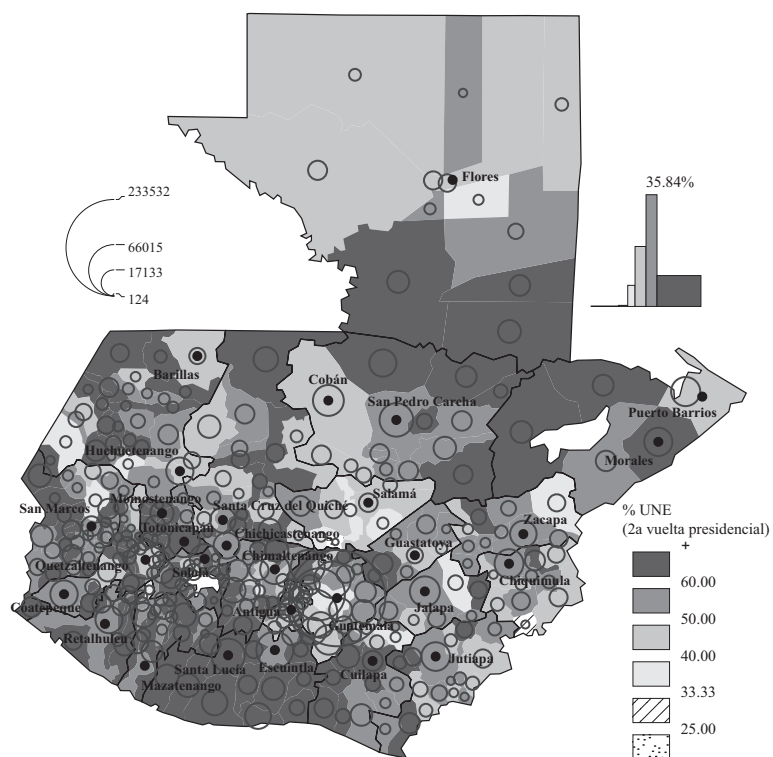 Flores
35.84%
233532
66015
17133
124
Barillas
Cobán
San Pedro Carcha
Puerto Barrios
Huehuetenango
Morales
Momostenango
Salamá
San Marcos
Santa Cruz del Quiché
Totonicapán
Zacapa
Chichicastenango
Guastatoya
Quetzaltenango
Chimaltenango
Sololá
Chiquimula
Coatepeque
Antigua
Jalapa
Retalhuleu
Guatemala
Santa Lucía
Escuintla
Jutiapa
Mazatenango
Cuilapa
% UNE
(2a vuelta presidencial)
+
60.00
50.00
40.00
33.33
25.00